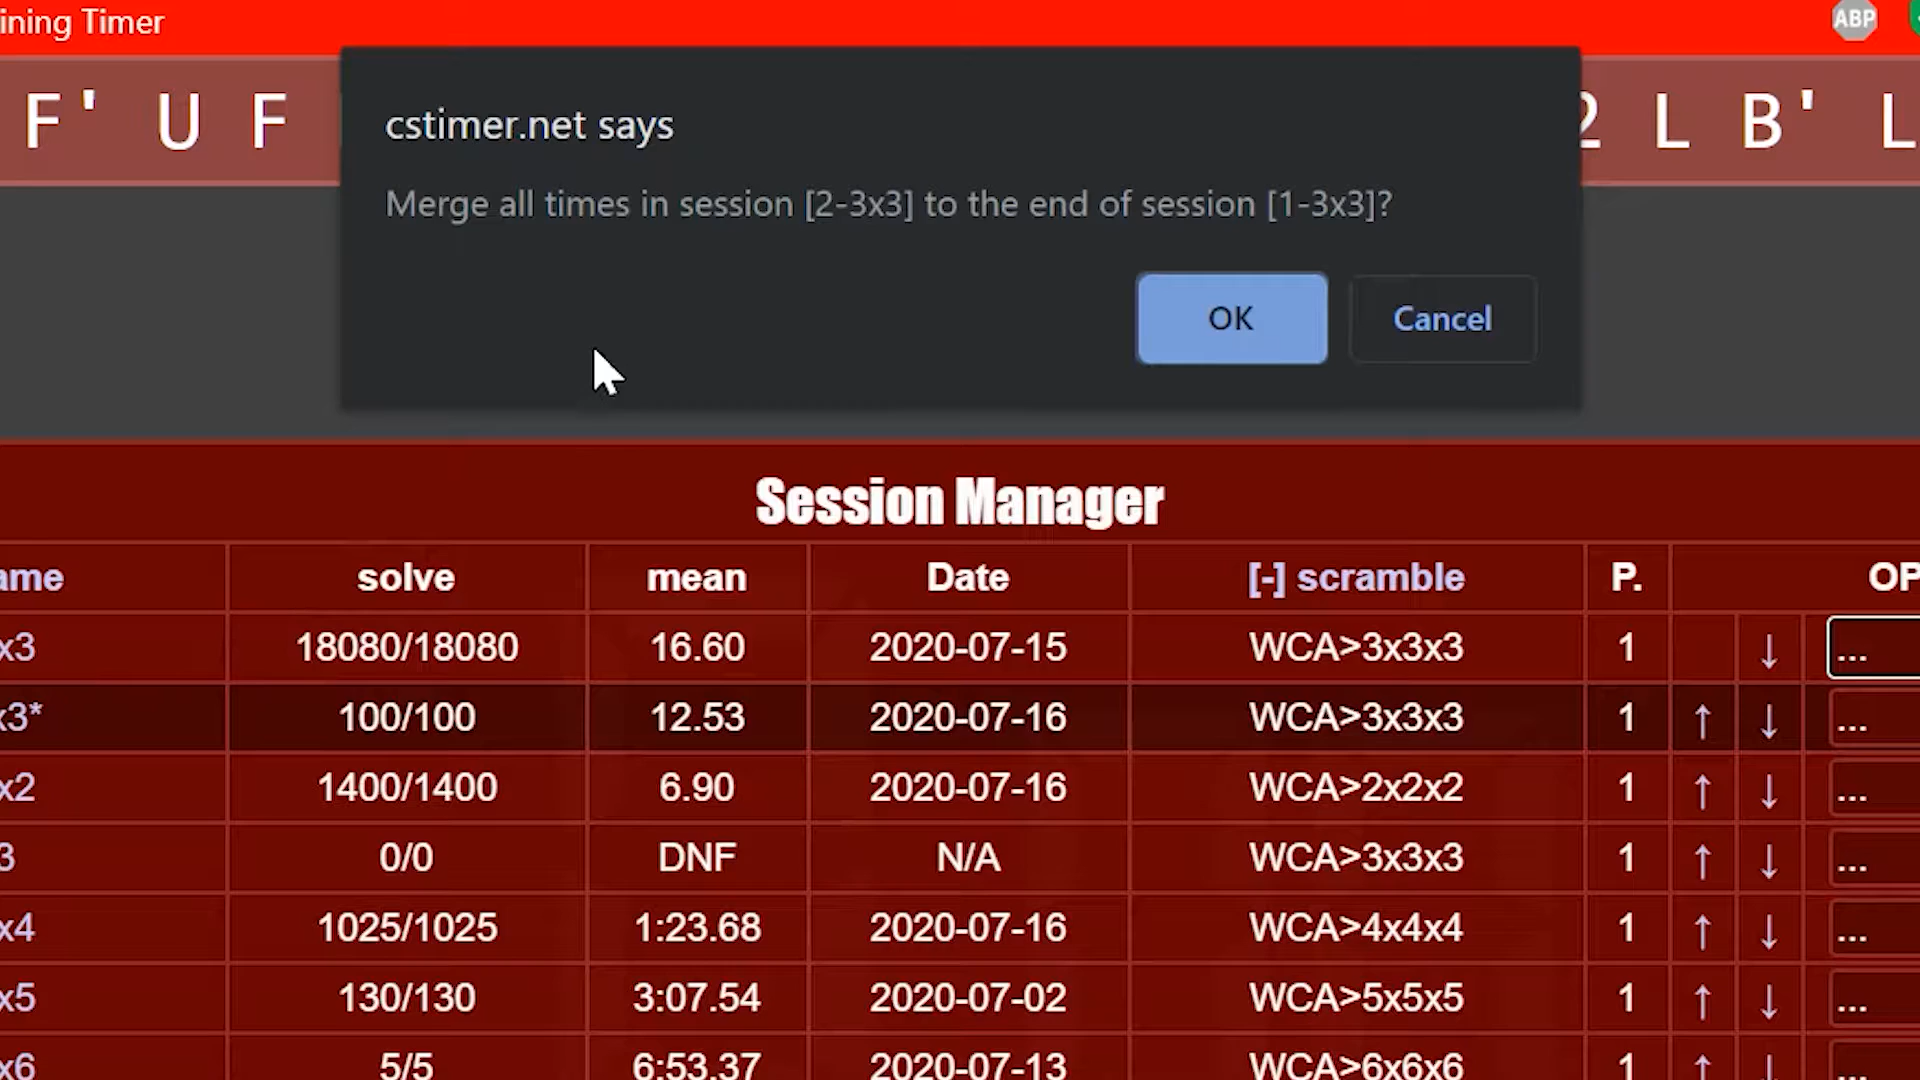 ining Timer
ABP
F' U F 2 L B' L
cstimer.net says
Merge all times in session [2-3x3] to the end of session [1-3x3]?
OK Cancel
Session Manager
ame solve mean Date [-] scramble P. OP
x3 18080/18080 16.60 2020-07-15 WCA>3x3x3 1 ↓ ...
x3* 100/100 12.53 2020-07-16 WCA>3x3x3 1 ↑ ↓ ...
x2 1400/1400 6.90 2020-07-16 WCA>2x2x2 1 ↑ ↓ ...
3 0/0 DNF N/A WCA>3x3x3 1 ↑ ↓ ...
x4 1025/1025 1:23.68 2020-07-16 WCA>4x4x4 1 ↑ ↓ ...
x5 130/130 3:07.54 2020-07-02 WCA>5x5x5 1 ↑ ↓ ...
x6 5/5 6:53.37 2020-07-13 WCA>6x6x6 1 ↑ ↓ ...